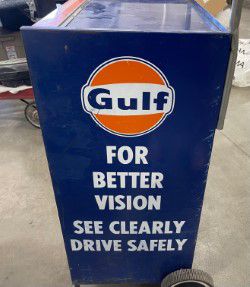 Gulf
FOR
BETTER
VISION
SEE CLEARLY
DRIVE SAFELY